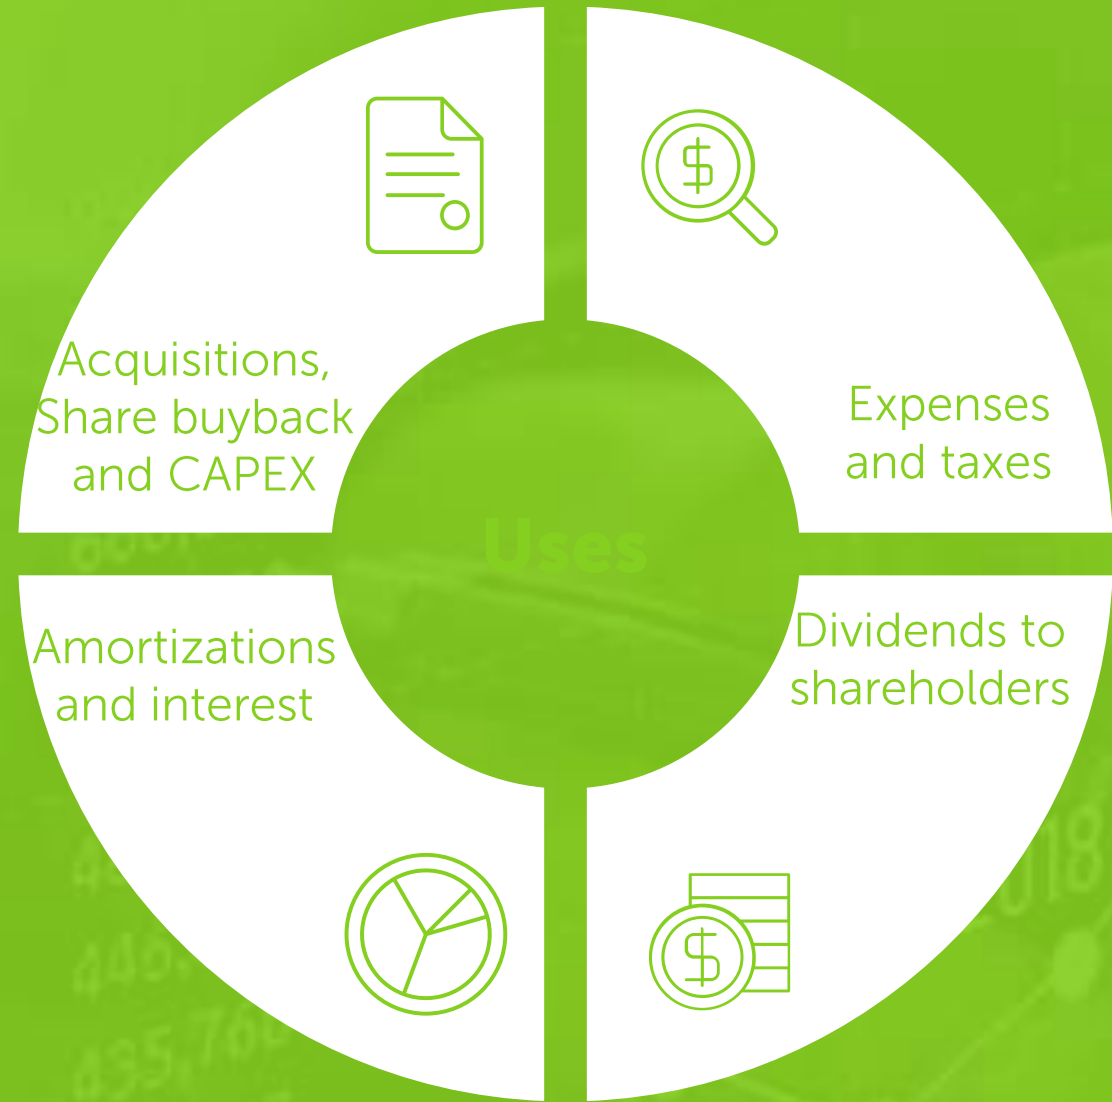 Acquisitions,
Share buyback
and CAPEX
Expenses
and taxes
Uses
Amortizations
and interest
Dividends to
shareholders